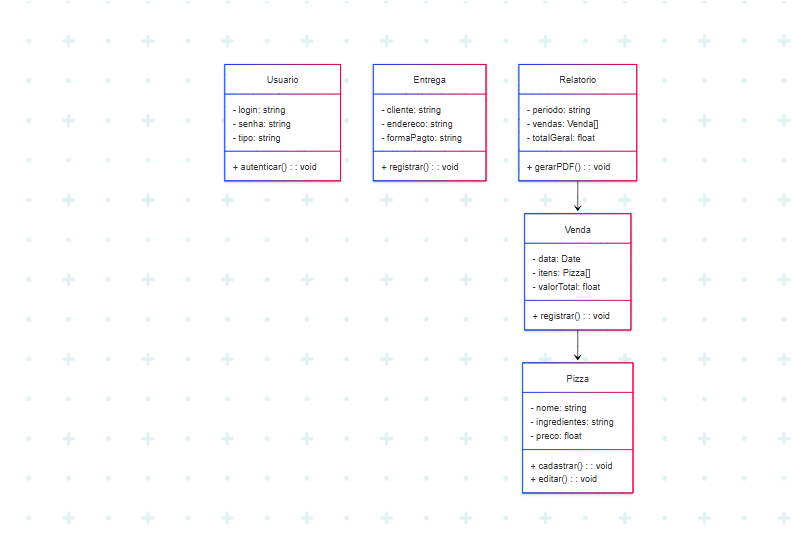 Usuario
- login: string
- senha: string
- tipo: string
+ autenticar() : : void
Entrega
- cliente: string
- endereco: string
- formaPagto: string
+ registrar() : : void
Relatorio
- periodo: string
- vendas: Venda[]
- totalGeral: float
+ gerarPDF() : : void
Venda
- data: Date
- itens: Pizza[]
- valorTotal: float
+ registrar() : : void
Pizza
- nome: string
- ingredientes: string
- preco: float
+ cadastrar() : : void
+ editar() : : void